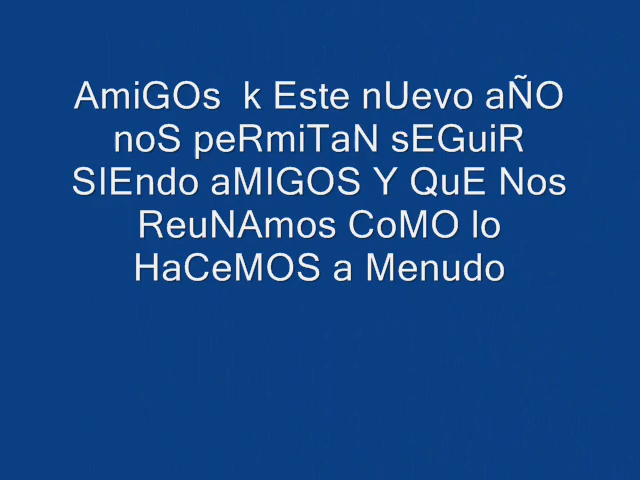 AmiGOs  k Este nUevo aÑO
noS peRmiTaN sEGuiR
SIEndo aMIGOS Y QuE Nos
ReuNAmos CoMO lo
HaCeMOS a Menudo